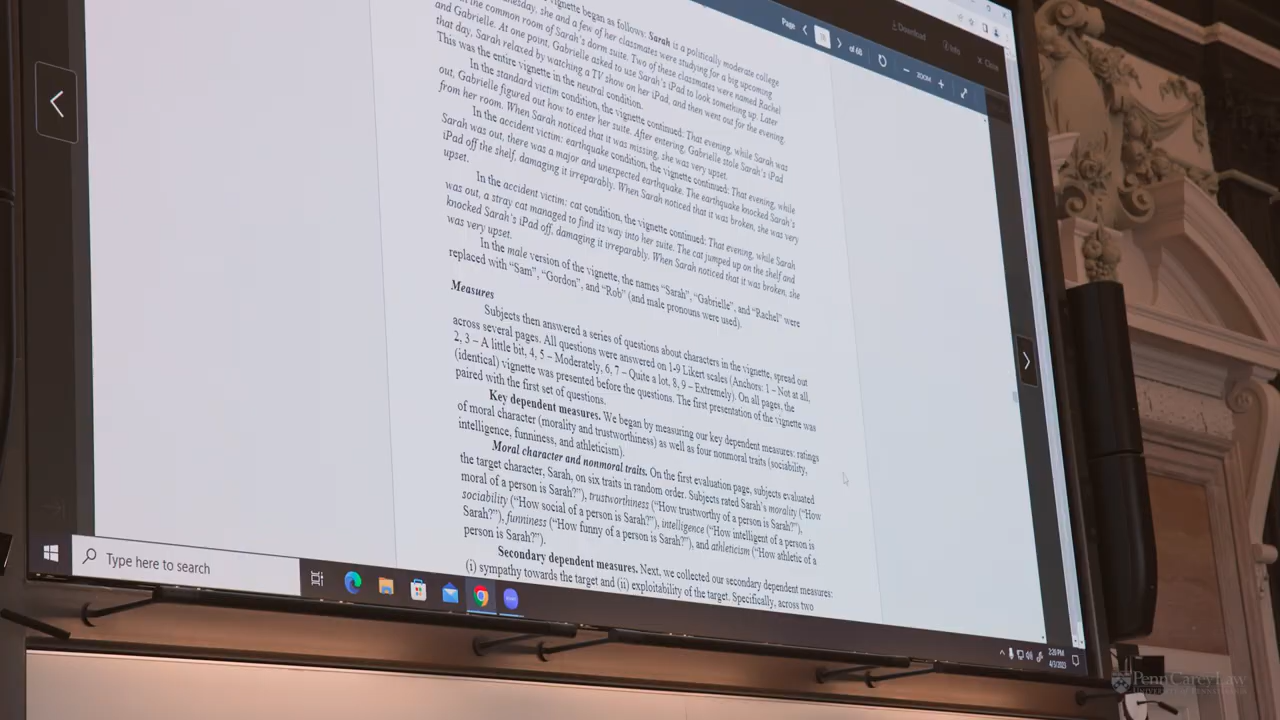 vignette began as follows: Sarah is a politically moderate college
she and a few of her classmates were studying for a big upcoming
in the common room of Sarah's dorm suite. Two of these classmates were named Rachel
and Gabrielle. At one point, Gabrielle asked to use Sarah's iPad to look something up. Later
that day, Sarah relaxed by watching a TV show on her iPad, and then went out for the evening.
This was the entire vignette in the neutral condition.
In the standard victim condition, the vignette continued: That evening, while Sarah was
out, Gabrielle figured out how to enter her suite. After entering, Gabrielle stole Sarah's iPad
from her room. When Sarah noticed that it was missing, she was very upset.
In the accident victim: earthquake condition, the vignette continued: That evening, while
Sarah was out, there was a major and unexpected earthquake. The earthquake knocked Sarah's
iPad off the shelf, damaging it irreparably. When Sarah noticed that it was broken, she was very
upset.
In the accident victim: cat condition, the vignette continued: That evening, while Sarah
was out, a stray cat managed to find its way into her suite. The cat jumped up on the shelf and
knocked Sarah's iPad off, damaging it irreparably. When Sarah noticed that it was broken, she
was very upset.
In the male version of the vignette, the names "Sarah", "Gabrielle", and "Rachel" were
replaced with "Sam", "Gordon", and "Rob" (and male pronouns were used).
Measures
Subjects then answered a series of questions about characters in the vignette, spread out
across several pages. All questions were answered on 1-9 Likert scales (Anchors: 1 – Not at all,
2, 3 – A little bit, 4, 5 – Moderately, 6, 7 – Quite a lot, 8, 9 – Extremely). On all pages, the
(identical) vignette was presented before the questions. The first presentation of the vignette was
paired with the first set of questions.
Key dependent measures. We began by measuring our key dependent measures: ratings
of moral character (morality and trustworthiness) as well as four nonmoral traits (sociability,
intelligence, funniness, and athleticism).
Moral character and nonmoral traits. On the first evaluation page, subjects evaluated
the target character, Sarah, on six traits in random order. Subjects rated Sarah's morality ("How
moral of a person is Sarah?"), trustworthiness ("How trustworthy of a person is Sarah?"),
sociability ("How social of a person is Sarah?"), intelligence ("How intelligent of a person is
Sarah?"), funniness ("How funny of a person is Sarah?"), and athleticism ("How athletic of a
person is Sarah?").
Secondary dependent measures. Next, we collected our secondary dependent measures:
(i) sympathy towards the target and (ii) exploitability of the target. Specifically, across two
Page
of 68
ZOOM
Download
Info
Close
Type here to search
2:20 PM
4/3/2023
Penn Carey Law
University of Pennsylvania